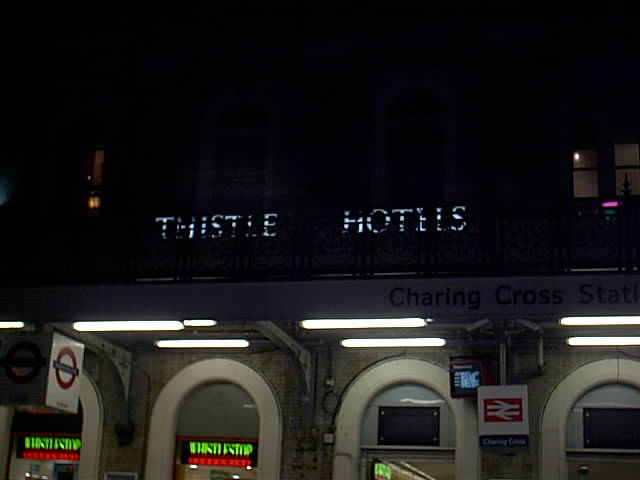 THISTLE HOTELS
Charing Cross Stati
WHISTLESTOP
WHISTLESTOP
Charing Cross